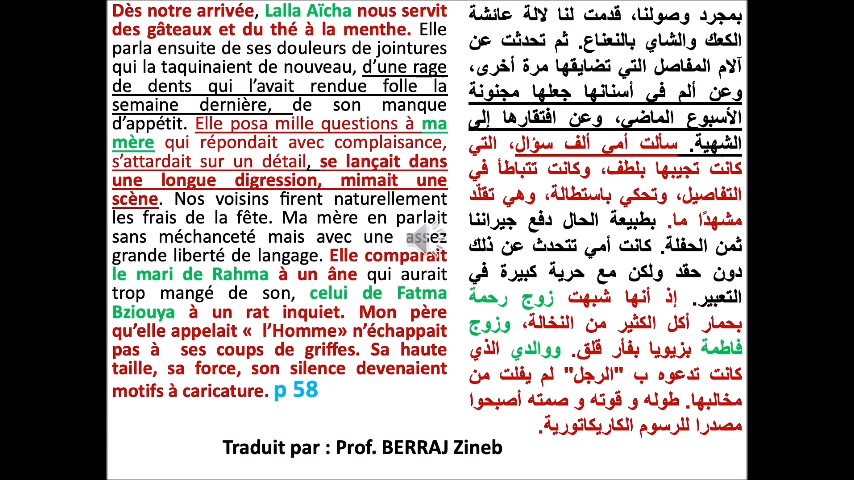 Dès notre arrivée, Lalla Aïcha nous servit
des gâteaux et du thé à la menthe. Elle
parla ensuite de ses douleurs de jointures
qui la taquinaient de nouveau, d'une rage
de dents qui l'avait rendue folle la
semaine dernière, de son manque
d'appétit. Elle posa mille questions à ma
mère qui répondait avec complaisance,
s'attardait sur un détail, se lançait dans
une longue digression, mimait une
scène. Nos voisins firent naturellement
les frais de la fête. Ma mère en parlait
sans méchanceté mais avec une assez
grande liberté de langage. Elle comparait
le mari de Rahma à un âne qui aurait
trop mangé de son, celui de Fatma
Bziouya à un rat inquiet. Mon père
qu'elle appelait « l'Homme» n'échappait
pas à ses coups de griffes. Sa haute
taille, sa force, son silence devenaient
motifs à caricature. p 58
بمجرد وصولنا، قدمت لنا لالة عائشة
الكعك والشاي بالنعناع. ثم تحدثت عن
آلام المفاصل التي تضايقها مرة أخرى،
وعن ألم في أسنانها جعلها مجنونة
الأسبوع الماضي، وعن افتقارها إلى
الشهية. سألت أمي ألف سؤال، التي
كانت تجيبها بلطف، وكانت تتباطأ في
التفاصيل، وتحكي باستطالة، وهي تقلّد
مشهدًا ما. بطبيعة الحال دفع جيراننا
ثمن الحفلة. كانت أمي تتحدث عن ذلك
دون حقد ولكن مع حرية كبيرة في
التعبير. إذ أنها شبهت زوج رحمة
بحمار أكل الكثير من النخالة، وزوج
فاطمة بزيويا بفأر قلق. ووالدي الذي
كانت تدعوه ب "الرجل" لم يفلت من
مخالبها. طوله و قوته و صمته أصبحوا
مصدرا للرسوم الكاريكاتورية.
Traduit par : Prof. BERRAJ Zineb